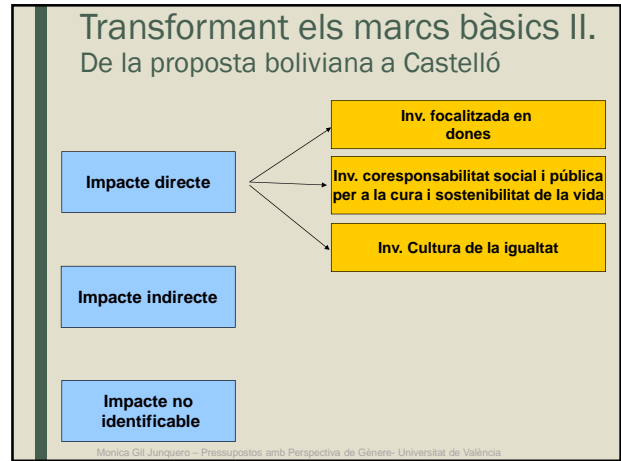 Transformant els marcs bàsics II.
De la proposta boliviana a Castelló
Inv. focalitzada en
dones
Impacte directe
Inv. coresponsabilitat social i pública
per a la cura i sostenibilitat de la vida
Inv. Cultura de la igualtat
Impacte indirecte
Impacte no
identificable
Monica Gil Junquero – Pressupostos amb Perspectiva de Gènere- Universitat de València